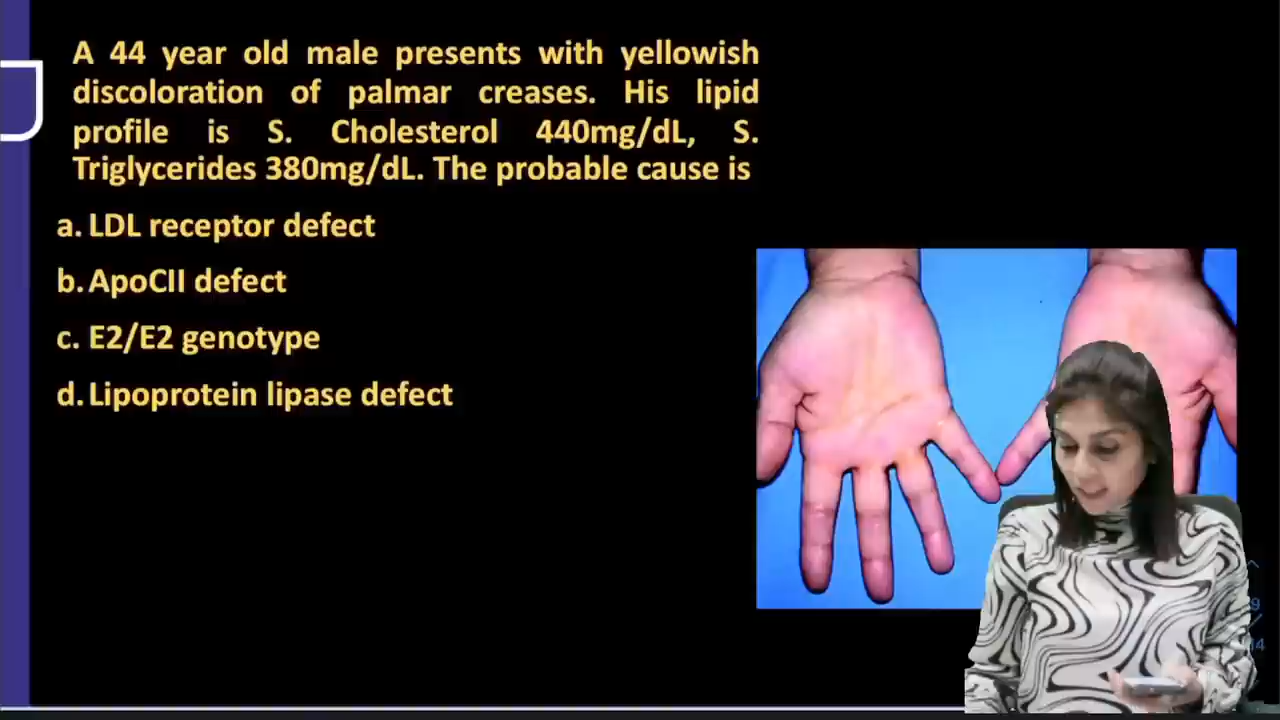 A 44 year old male presents with yellowish
discoloration of palmar creases. His lipid
profile is S. Cholesterol 440mg/dL, S.
Triglycerides 380mg/dL. The probable cause is
a. LDL receptor defect
b. ApoCII defect
c. E2/E2 genotype
d. Lipoprotein lipase defect